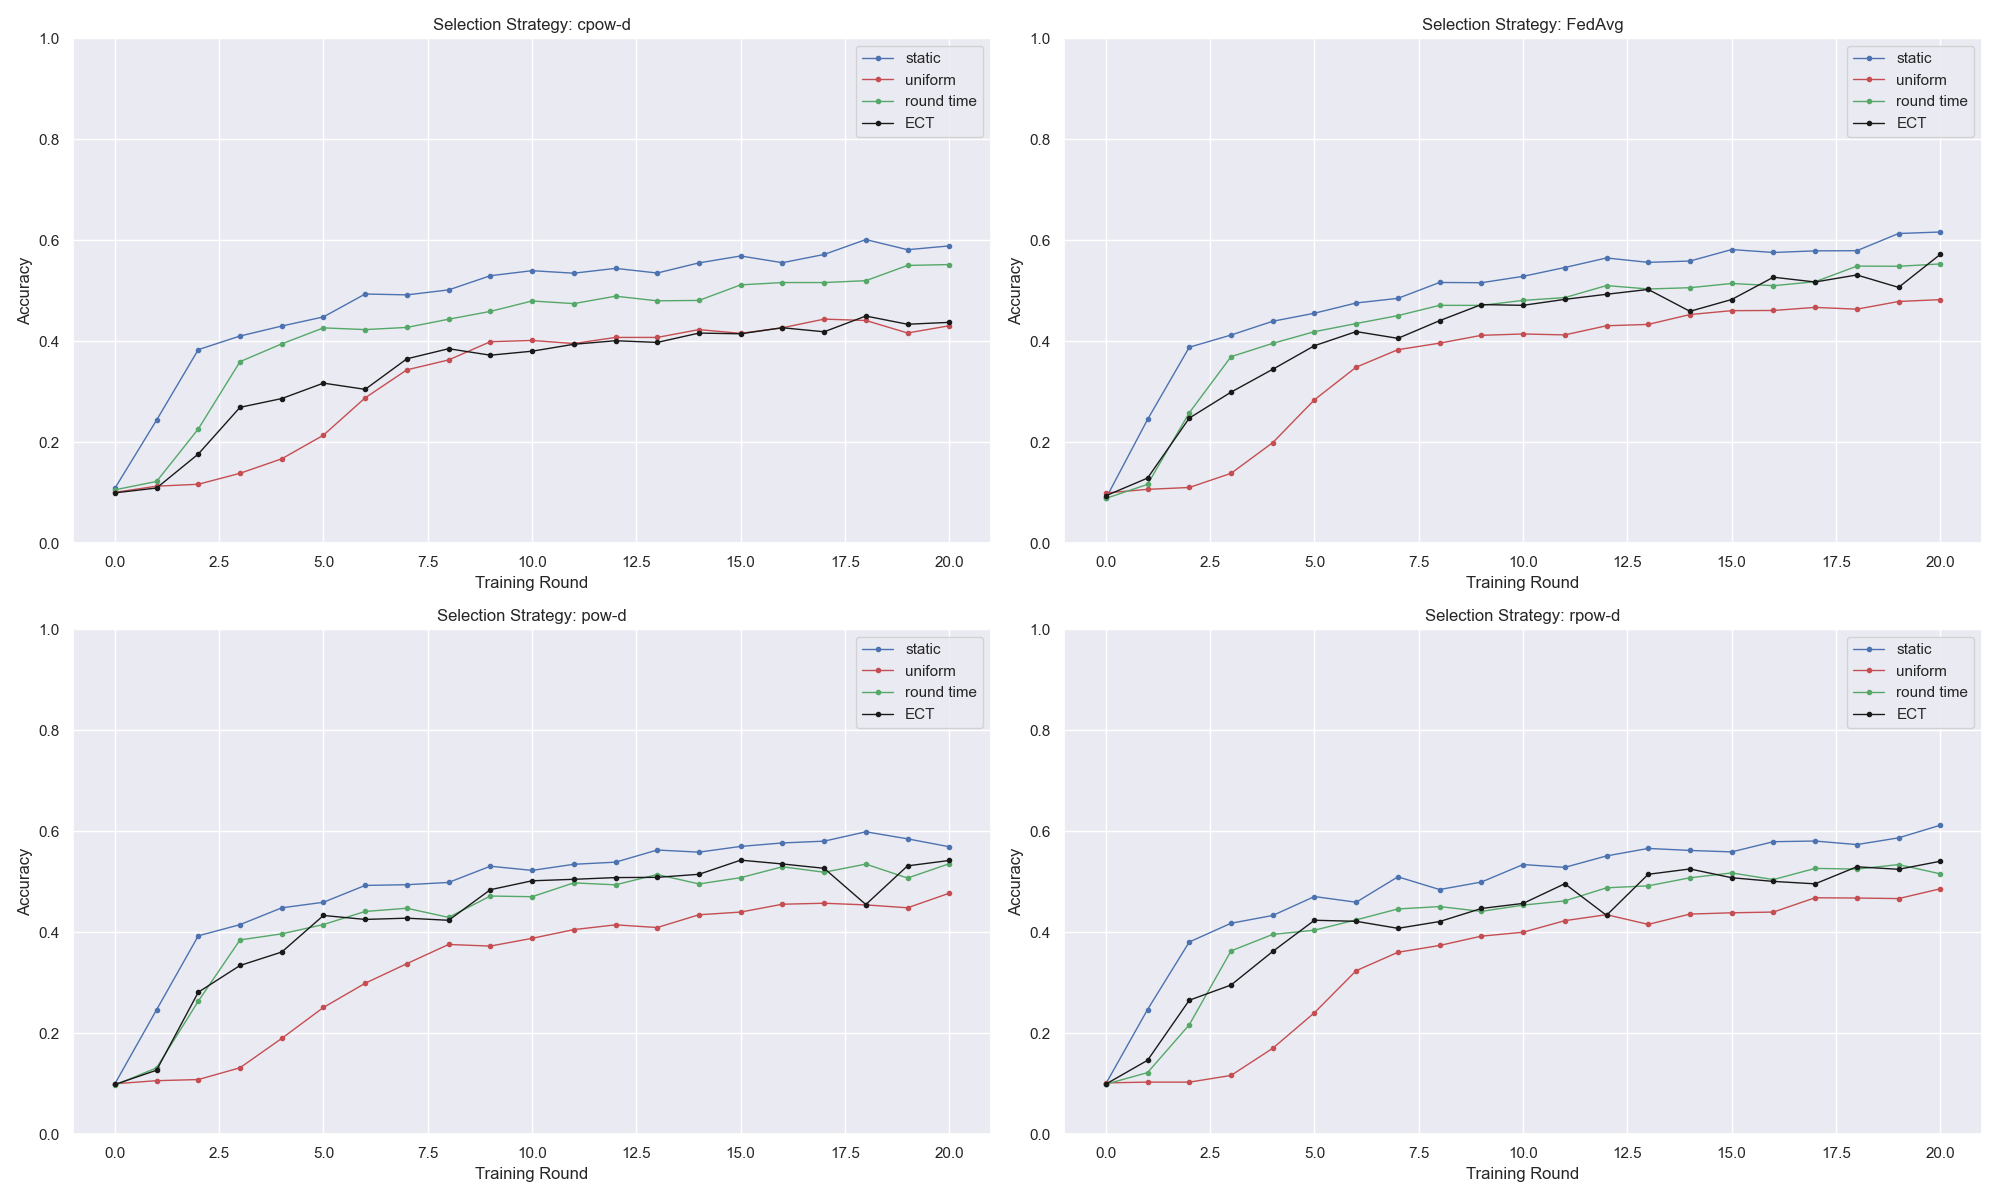 Selection Strategy: cpow-d
1.0
0.8
0.6
0.4
0.2
0.0
Accuracy
static
uniform
round time
ECT
0.0 2.5 5.0 7.5 10.0 12.5 15.0 17.5 20.0
Training Round
Selection Strategy: FedAvg
1.0
0.8
0.6
0.4
0.2
0.0
Accuracy
static
uniform
round time
ECT
0.0 2.5 5.0 7.5 10.0 12.5 15.0 17.5 20.0
Training Round
Selection Strategy: pow-d
1.0
0.8
0.6
0.4
0.2
0.0
Accuracy
static
uniform
round time
ECT
0.0 2.5 5.0 7.5 10.0 12.5 15.0 17.5 20.0
Training Round
Selection Strategy: rpow-d
1.0
0.8
0.6
0.4
0.2
0.0
Accuracy
static
uniform
round time
ECT
0.0 2.5 5.0 7.5 10.0 12.5 15.0 17.5 20.0
Training Round